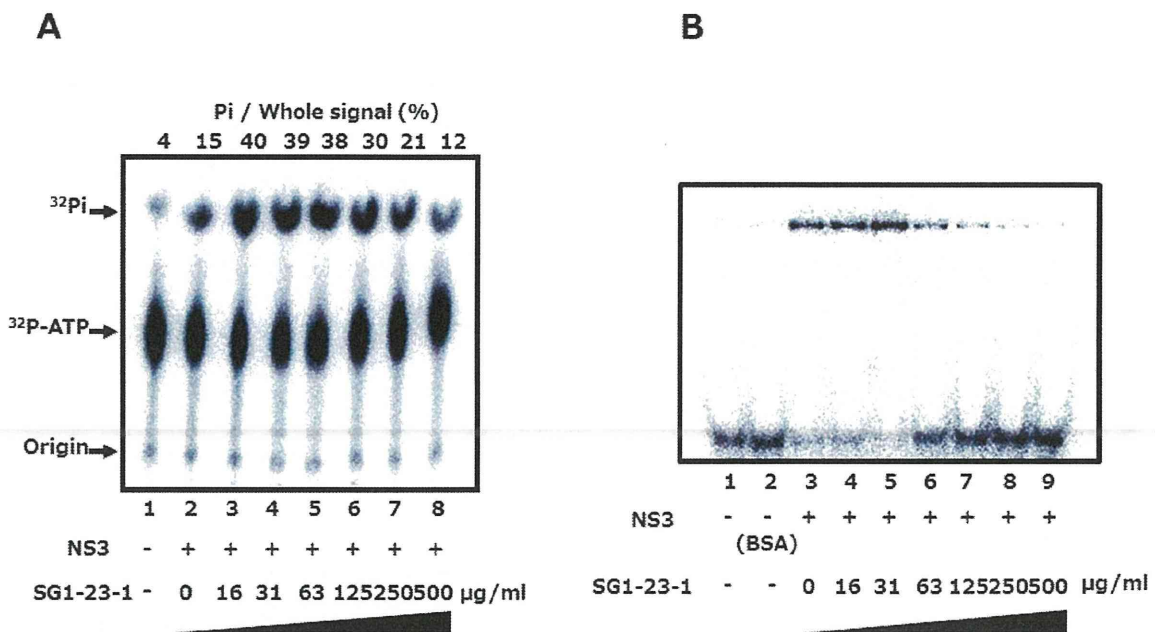 A
B
Pi / Whole signal (%)
4 15 40 39 38 30 21 12
32Pi
32P-ATP
Origin
1 2 3 4 5 6 7 8
NS3 - + + + + + + +
SG1-23-1 - 0 16 31 63 125250500 µg/ml
1 2 3 4 5 6 7 8 9
NS3 - - + + + + + + +
(BSA)
SG1-23-1 - - 0 16 31 63 125250500 µg/ml